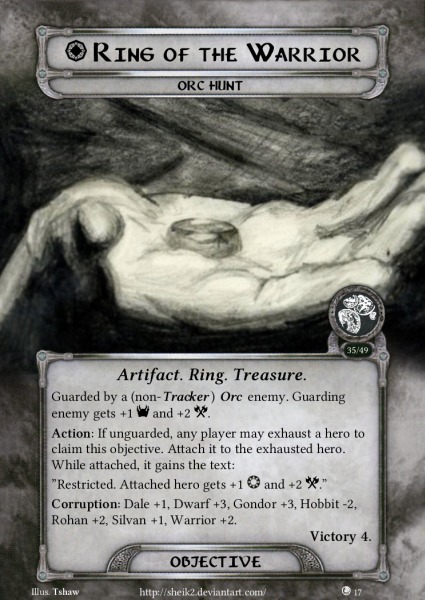 RING OF THE WARRIOR
ORC HUNT
35/49
Artifact. Ring. Treasure.
Guarded by a (non-Tracker) Orc enemy. Guarding
enemy gets +1 and +2.
Action: If unguarded, any player may exhaust a hero to
claim this objective. Attach it to the exhausted hero.
While attached, it gains the text:
"Restricted. Attached hero gets +1 and +2."
Corruption: Dale +1, Dwarf +3, Gondor +3, Hobbit -2,
Rohan +2, Silvan +1, Warrior +2.
Victory 4.
OBJECTIVE
Illus. Tshaw http://sheik2.deviantart.com/ 17